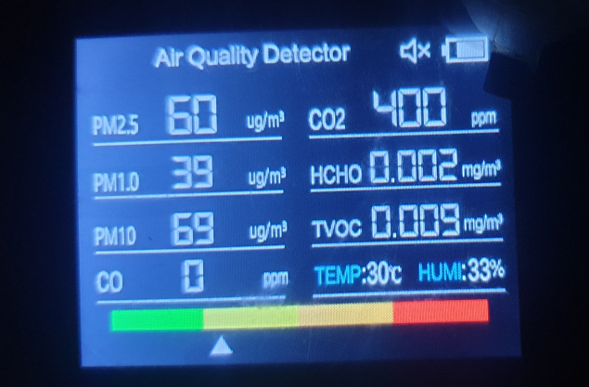 Air Quality Detector
PM2.5 60 ug/m³ CO2 400 ppm
PM1.0 39 ug/m³ HCHO 0.002 mg/m³
PM10 69 ug/m³ TVOC 0.009 mg/m³
CO 0 ppm TEMP:30℃ HUMI:33%